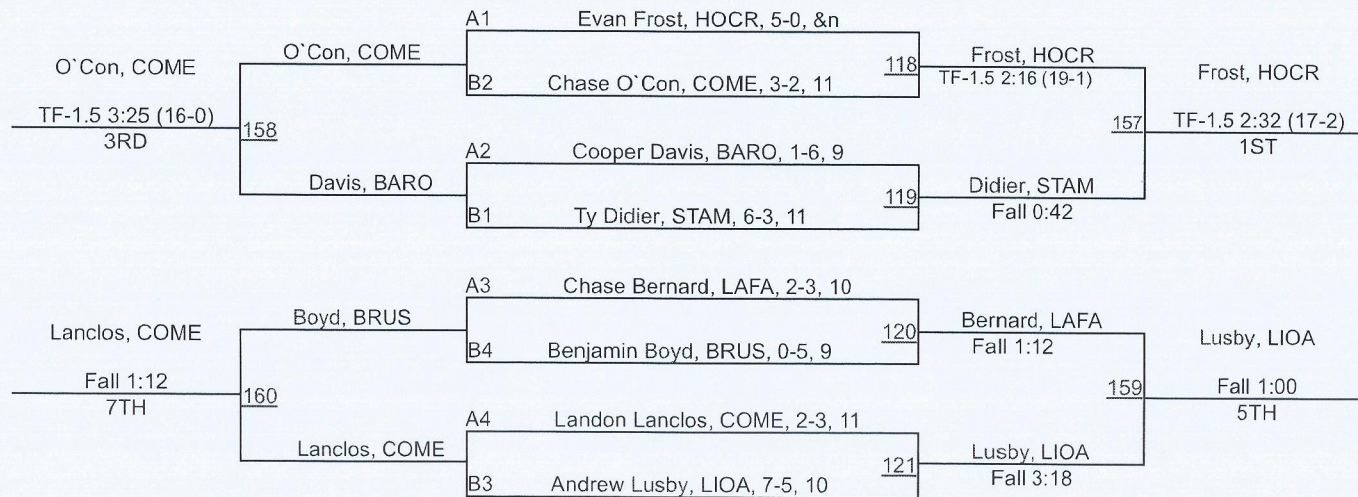 A1 Evan Frost, HOCR, 5-0, &n
O`Con, COME
O`Con, COME
118
Frost, HOCR
Frost, HOCR
B2 Chase O`Con, COME, 3-2, 11
TF-1.5 2:16 (19-1)
TF-1.5 3:25 (16-0)
158
3RD
157
TF-1.5 2:32 (17-2)
1ST
A2 Cooper Davis, BARO, 1-6, 9
Davis, BARO
119
Didier, STAM
Fall 0:42
B1 Ty Didier, STAM, 6-3, 11
A3 Chase Bernard, LAFA, 2-3, 10
Lanclos, COME
Boyd, BRUS
120
Bernard, LAFA
Lusby, LIOA
B4 Benjamin Boyd, BRUS, 0-5, 9
Fall 1:12
Fall 1:12
160
7TH
159
Fall 1:00
5TH
A4 Landon Lanclos, COME, 2-3, 11
Lanclos, COME
121
Lusby, LIOA
Fall 3:18
B3 Andrew Lusby, LIOA, 7-5, 10